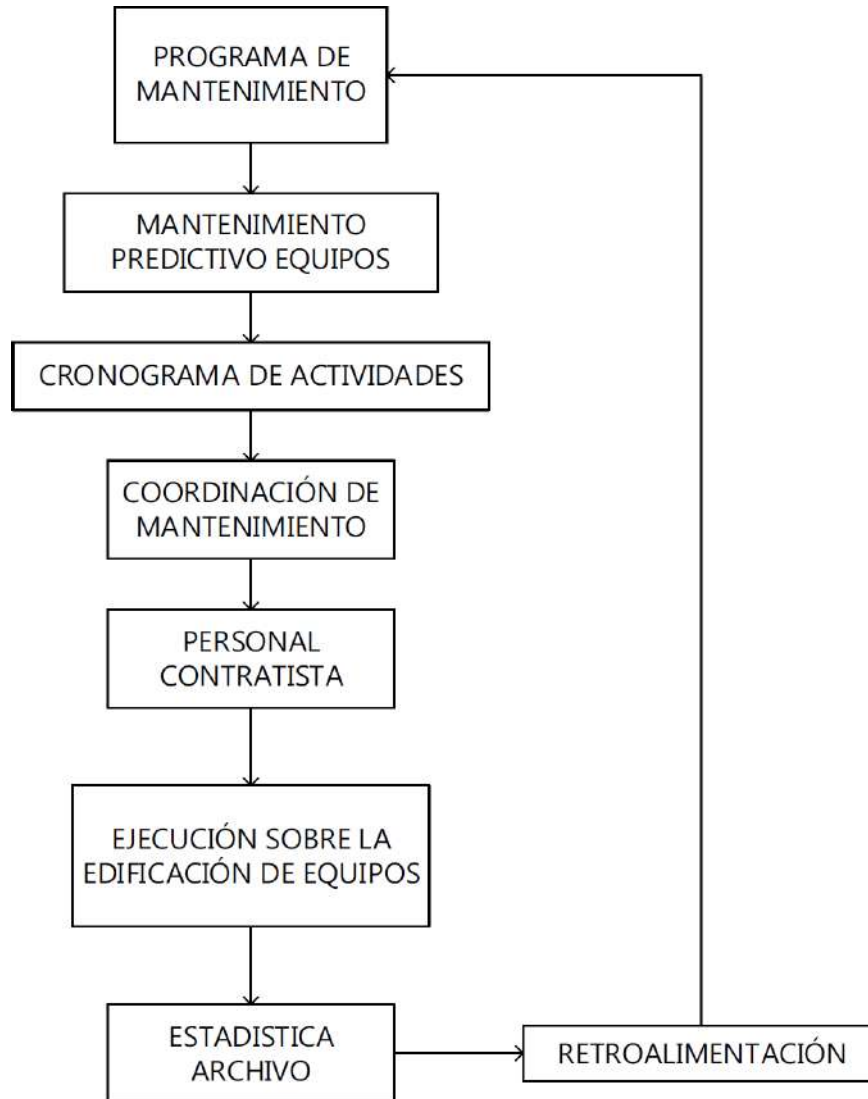 PROGRAMA DE
MANTENIMIENTO
MANTENIMIENTO
PREDICTIVO EQUIPOS
CRONOGRAMA DE ACTIVIDADES
COORDINACIÓN DE
MANTENIMIENTO
PERSONAL
CONTRATISTA
EJECUCIÓN SOBRE LA
EDIFICACIÓN DE EQUIPOS
ESTADISTICA
ARCHIVO
RETROALIMENTACIÓN